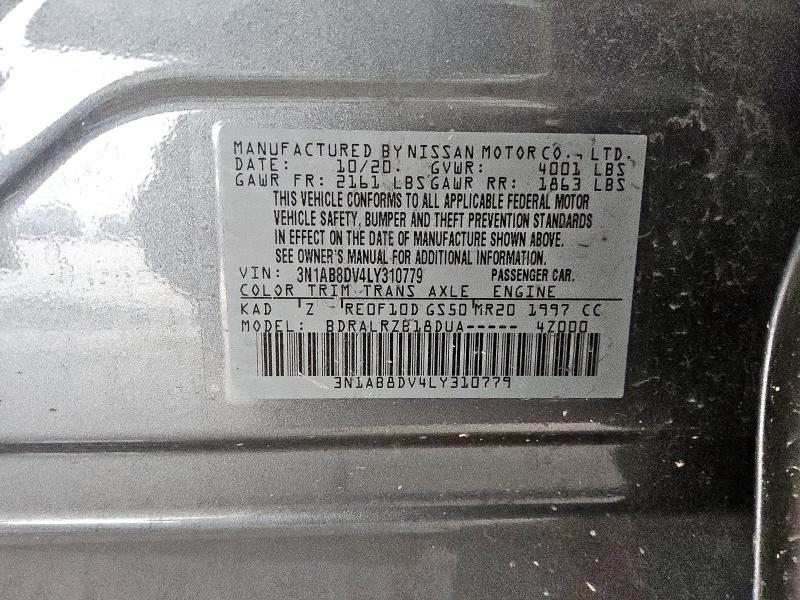 MANUFACTURED BY NISSAN MOTOR CO., LTD.
DATE: 10/20. GVWR: 4001 LBS
GAWR FR: 2161 LBS GAWR RR: 1863 LBS
THIS VEHICLE CONFORMS TO ALL APPLICABLE FEDERAL MOTOR
VEHICLE SAFETY, BUMPER AND THEFT PREVENTION STANDARDS
IN EFFECT ON THE DATE OF MANUFACTURE SHOWN ABOVE.
SEE OWNER'S MANUAL FOR ADDITIONAL INFORMATION.
VIN: 3N1AB8DV4LY310779 PASSENGER CAR.
COLOR TRIM TRANS AXLE ENGINE
KAD Z RE0F10D GS50 MR20 1997 CC
MODEL: BDRALRZB18DUA----- 4Z000
3N1AB8DV4LY310779